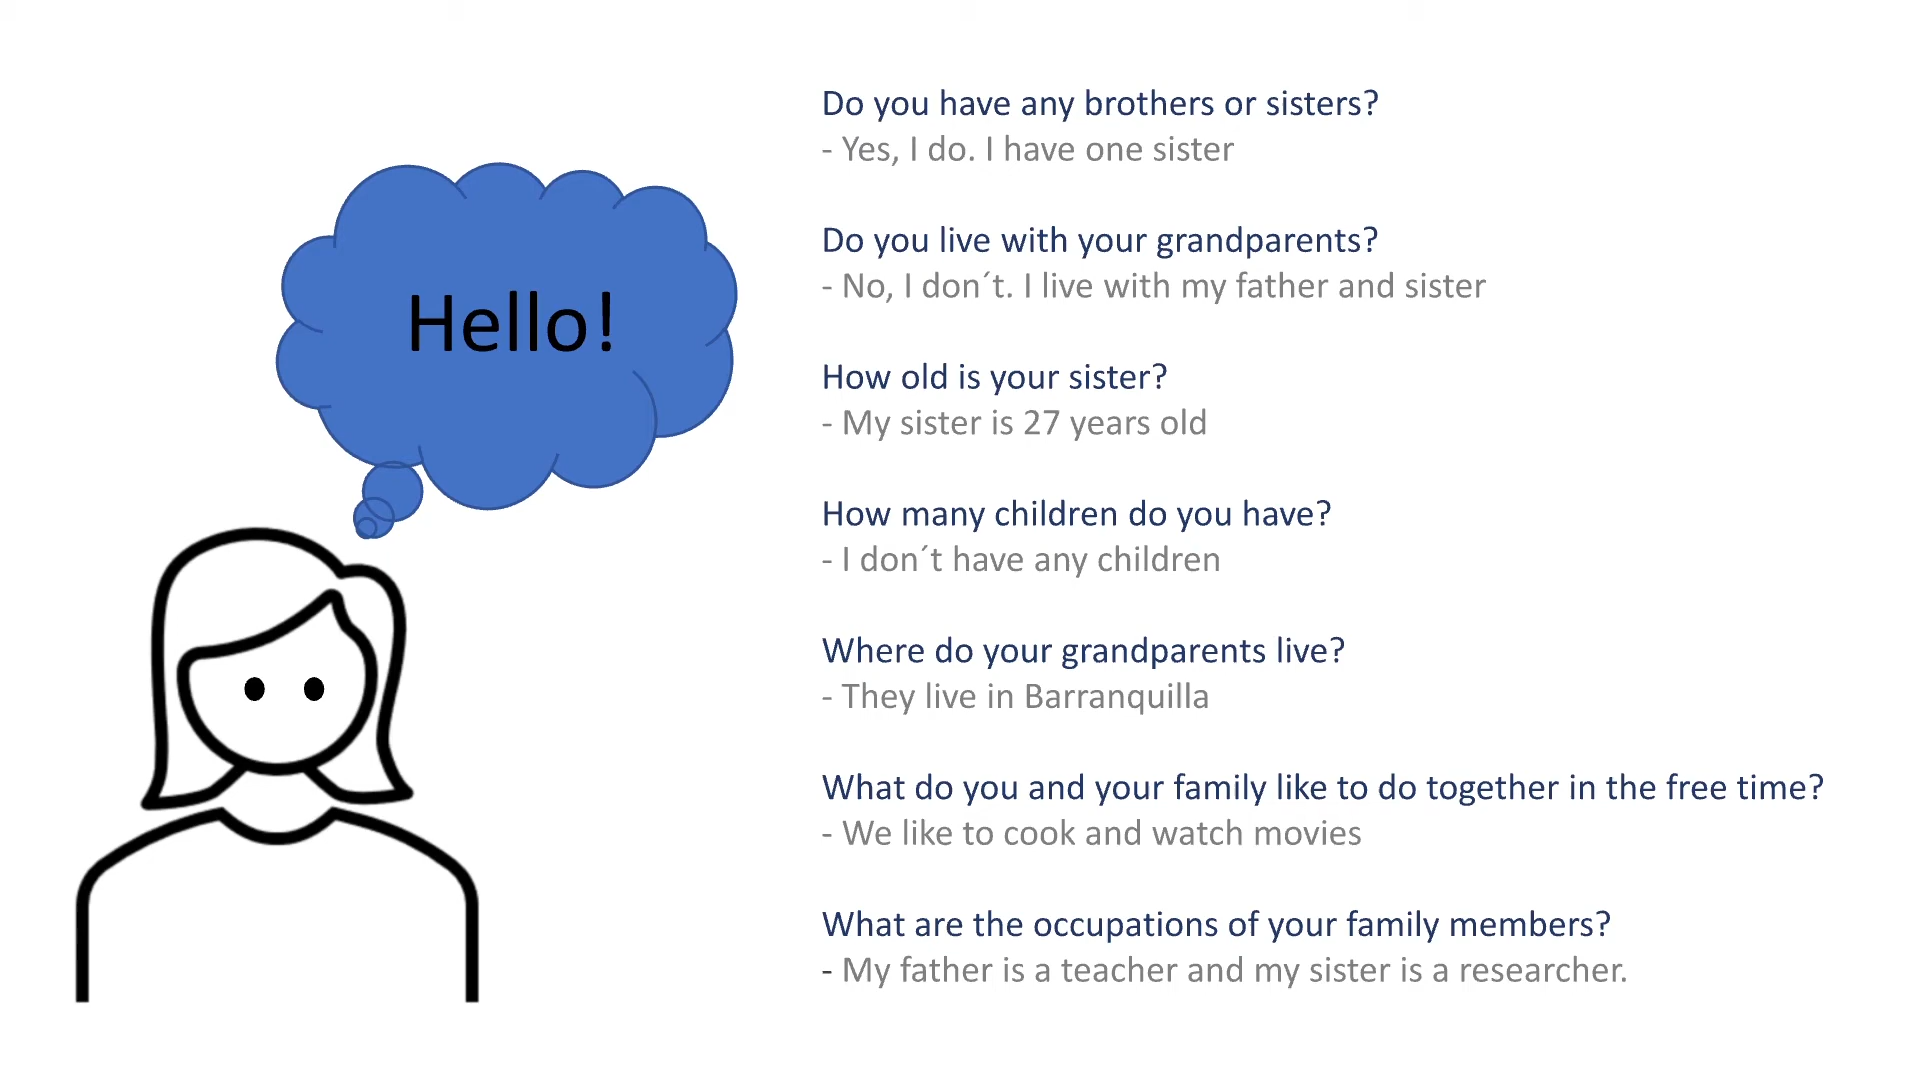 Hello!
Do you have any brothers or sisters?
- Yes, I do. I have one sister
Do you live with your grandparents?
- No, I don´t. I live with my father and sister
How old is your sister?
- My sister is 27 years old
How many children do you have?
- I don´t have any children
Where do your grandparents live?
- They live in Barranquilla
What do you and your family like to do together in the free time?
- We like to cook and watch movies
What are the occupations of your family members?
- My father is a teacher and my sister is a researcher.